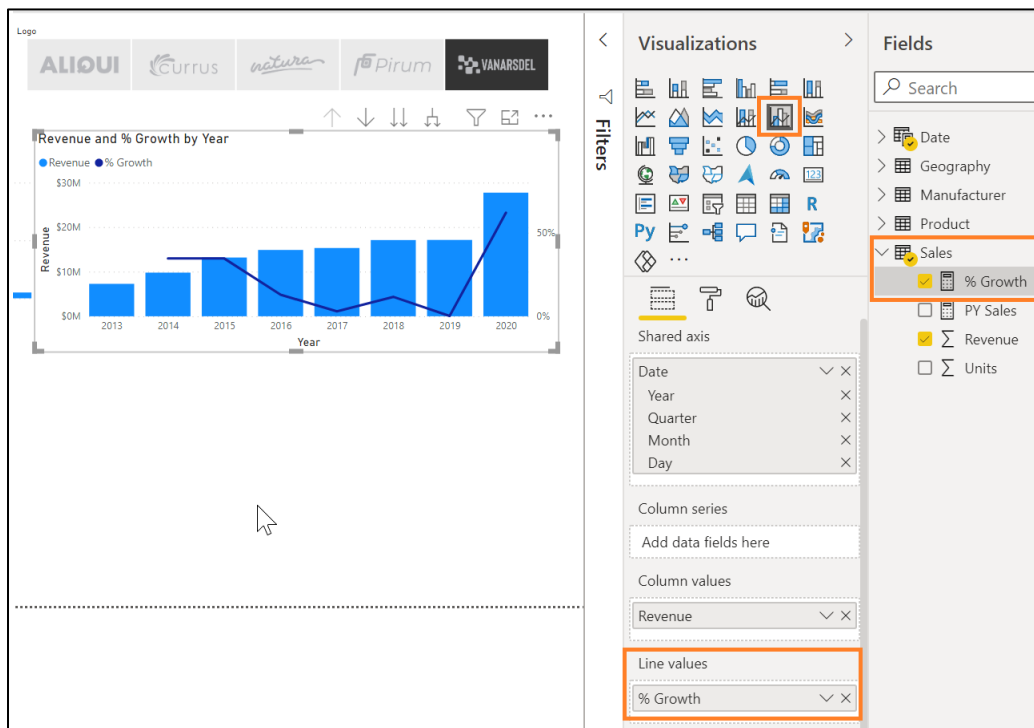 Logo
ALIQUI
Currus
natura
Pirum
VANARSDEL
Revenue and % Growth by Year
Revenue % Growth
$30M
$20M
$10M
$0M
Revenue
50%
0%
2013 2014 2015 2016 2017 2018 2019 2020
Year
Filters
Visualizations
123
R
Py
...
Shared axis
Date
Year
Quarter
Month
Day
Column series
Add data fields here
Column values
Revenue
Line values
% Growth
Fields
Search
Date
Geography
Manufacturer
Product
Sales
% Growth
PY Sales
Revenue
Units